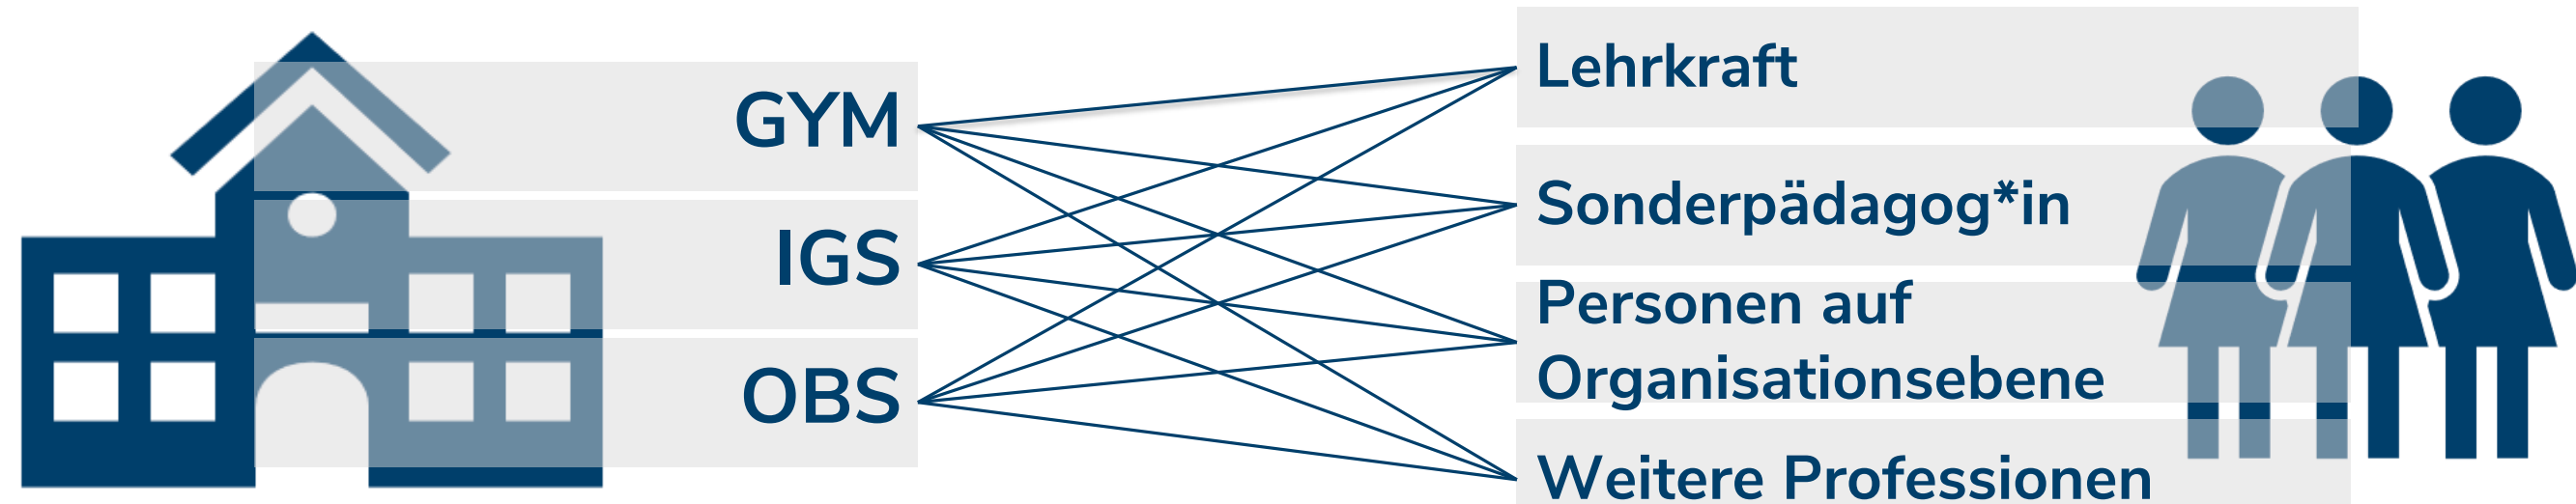 GYM
IGS
OBS
Lehrkraft
Sonderpädagog*in
Personen auf
Organisationsebene
Weitere Professionen